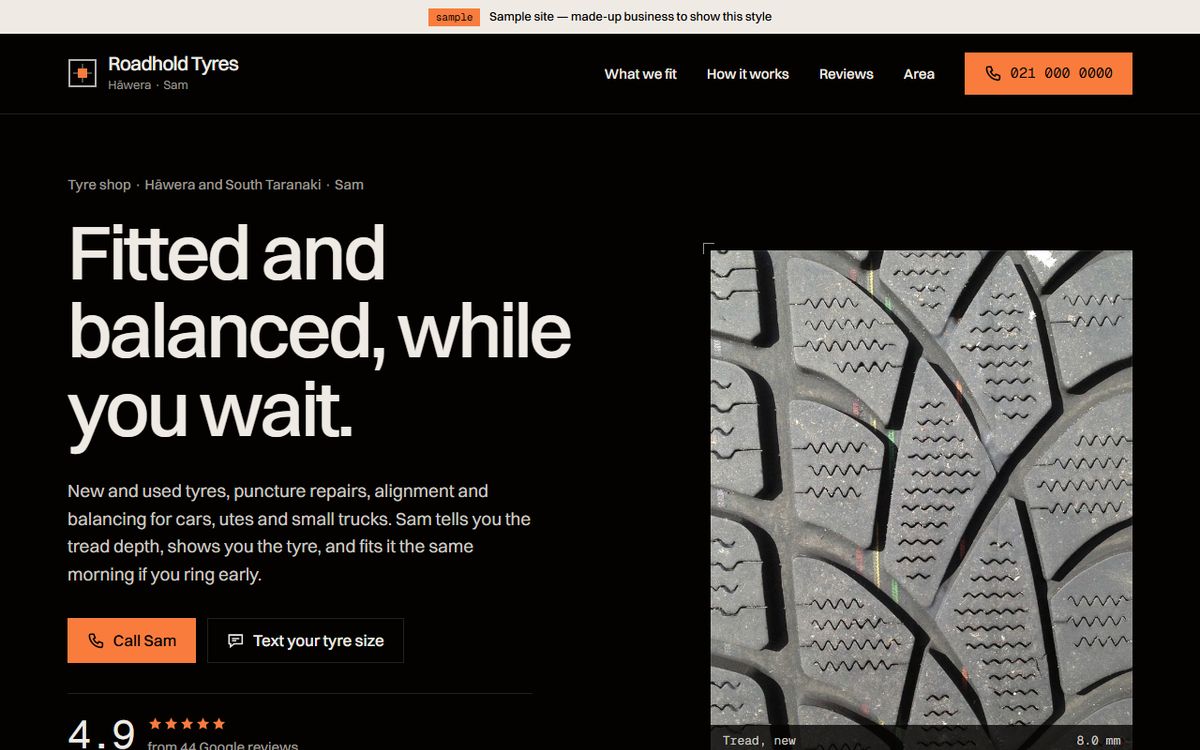 sample Sample site — made-up business to show this style
Roadhold Tyres
Hāwera · Sam
What we fit How it works Reviews Area 021 000 0000
Tyre shop · Hāwera and South Taranaki · Sam
Fitted and
balanced, while
you wait.
New and used tyres, puncture repairs, alignment and
balancing for cars, utes and small trucks. Sam tells you the
tread depth, shows you the tyre, and fits it the same
morning if you ring early.
Call Sam Text your tyre size
4.9
from 44 Google reviews
Tread, new 8.0 mm